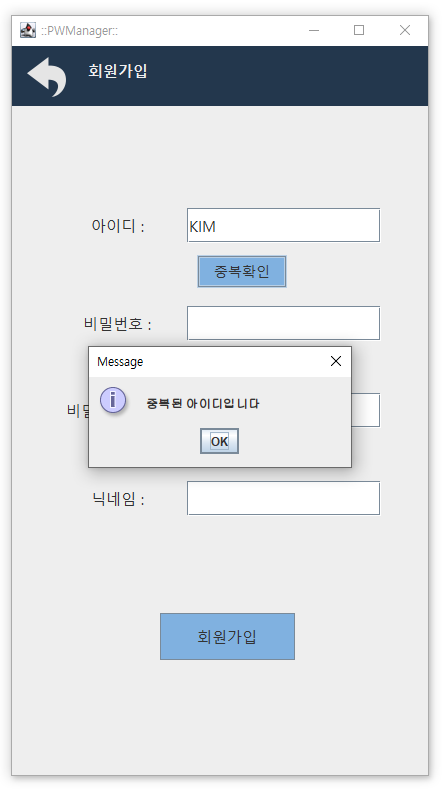 ::PWManager::
회원가입
아이디 :
KIM
중복확인
비밀번호 :
Message
중복된 아이디입니다
OK
비밀
닉네임 :
회원가입